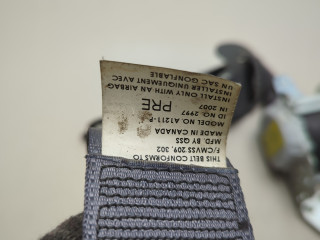 THIS BELT CONFORMS TO
F/CMVSS 209, 302
MFD. BY GSS
MADE IN CANADA
MODEL NO A1211-
ID NO. 2997
IN 2007
PRE
INSTALL ONLY WITH AN AIRBAG
INSTALLER UNIQUEMENT AVEC
UN SAC GONFLABLE